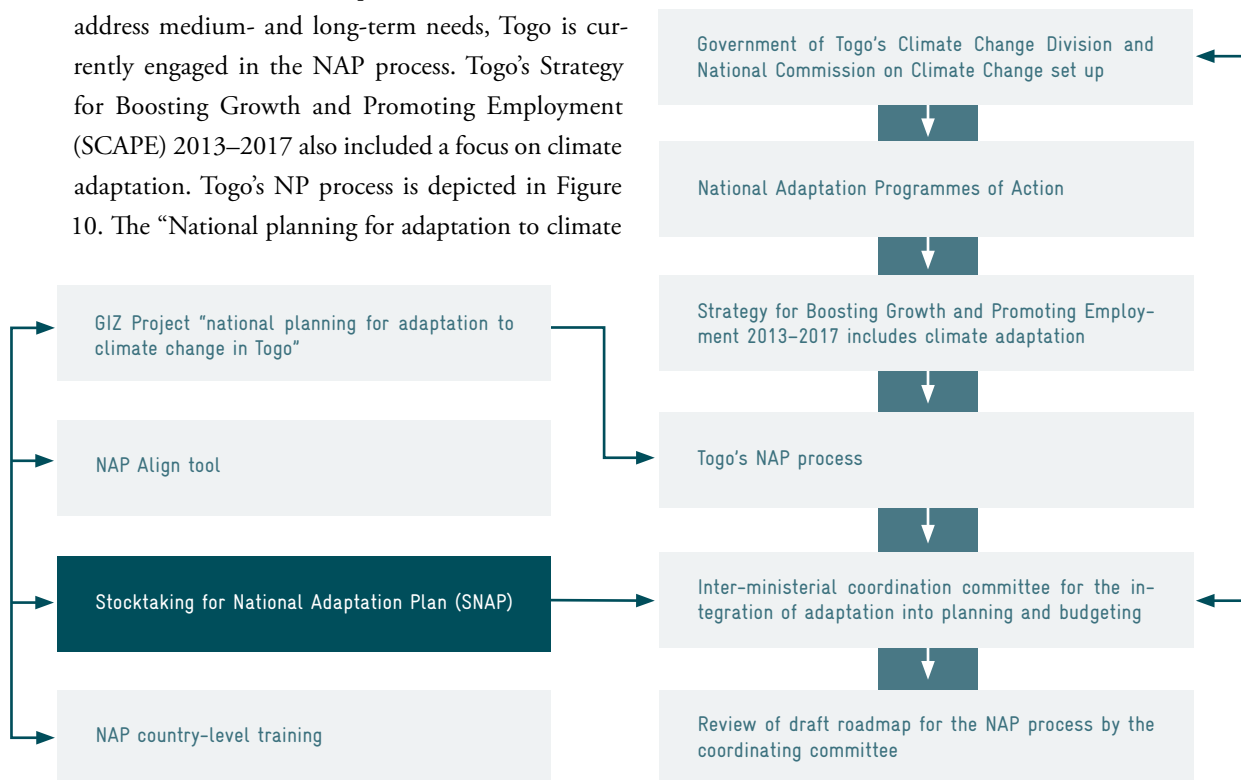 address medium- and long-term needs, Togo is cur-
rently engaged in the NAP process. Togo's Strategy
for Boosting Growth and Promoting Employment
(SCAPE) 2013–2017 also included a focus on climate
adaptation. Togo's NP process is depicted in Figure
10. The “National planning for adaptation to climate
GIZ Project “national planning for adaptation to
climate change in Togo”
NAP Align tool
Stocktaking for National Adaptation Plan (SNAP)
NAP country-level training
Government of Togo's Climate Change Division and
National Commission on Climate Change set up
National Adaptation Programmes of Action
Strategy for Boosting Growth and Promoting Employ-
ment 2013–2017 includes climate adaptation
Togo's NAP process
Inter-ministerial coordination committee for the in-
tegration of adaptation into planning and budgeting
Review of draft roadmap for the NAP process by the
coordinating committee